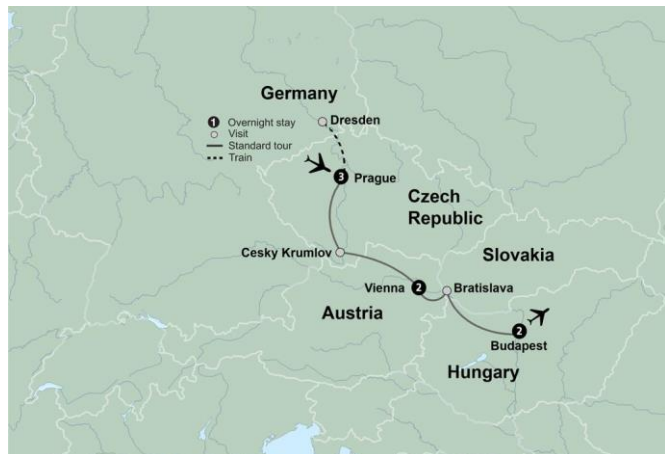 Germany
Dresden
1 Overnight stay
Visit
Standard tour
Train
3 Prague
Czech
Republic
Cesky Krumlov
Slovakia
Vienna 2
Bratislava
Austria
2
Budapest
Hungary